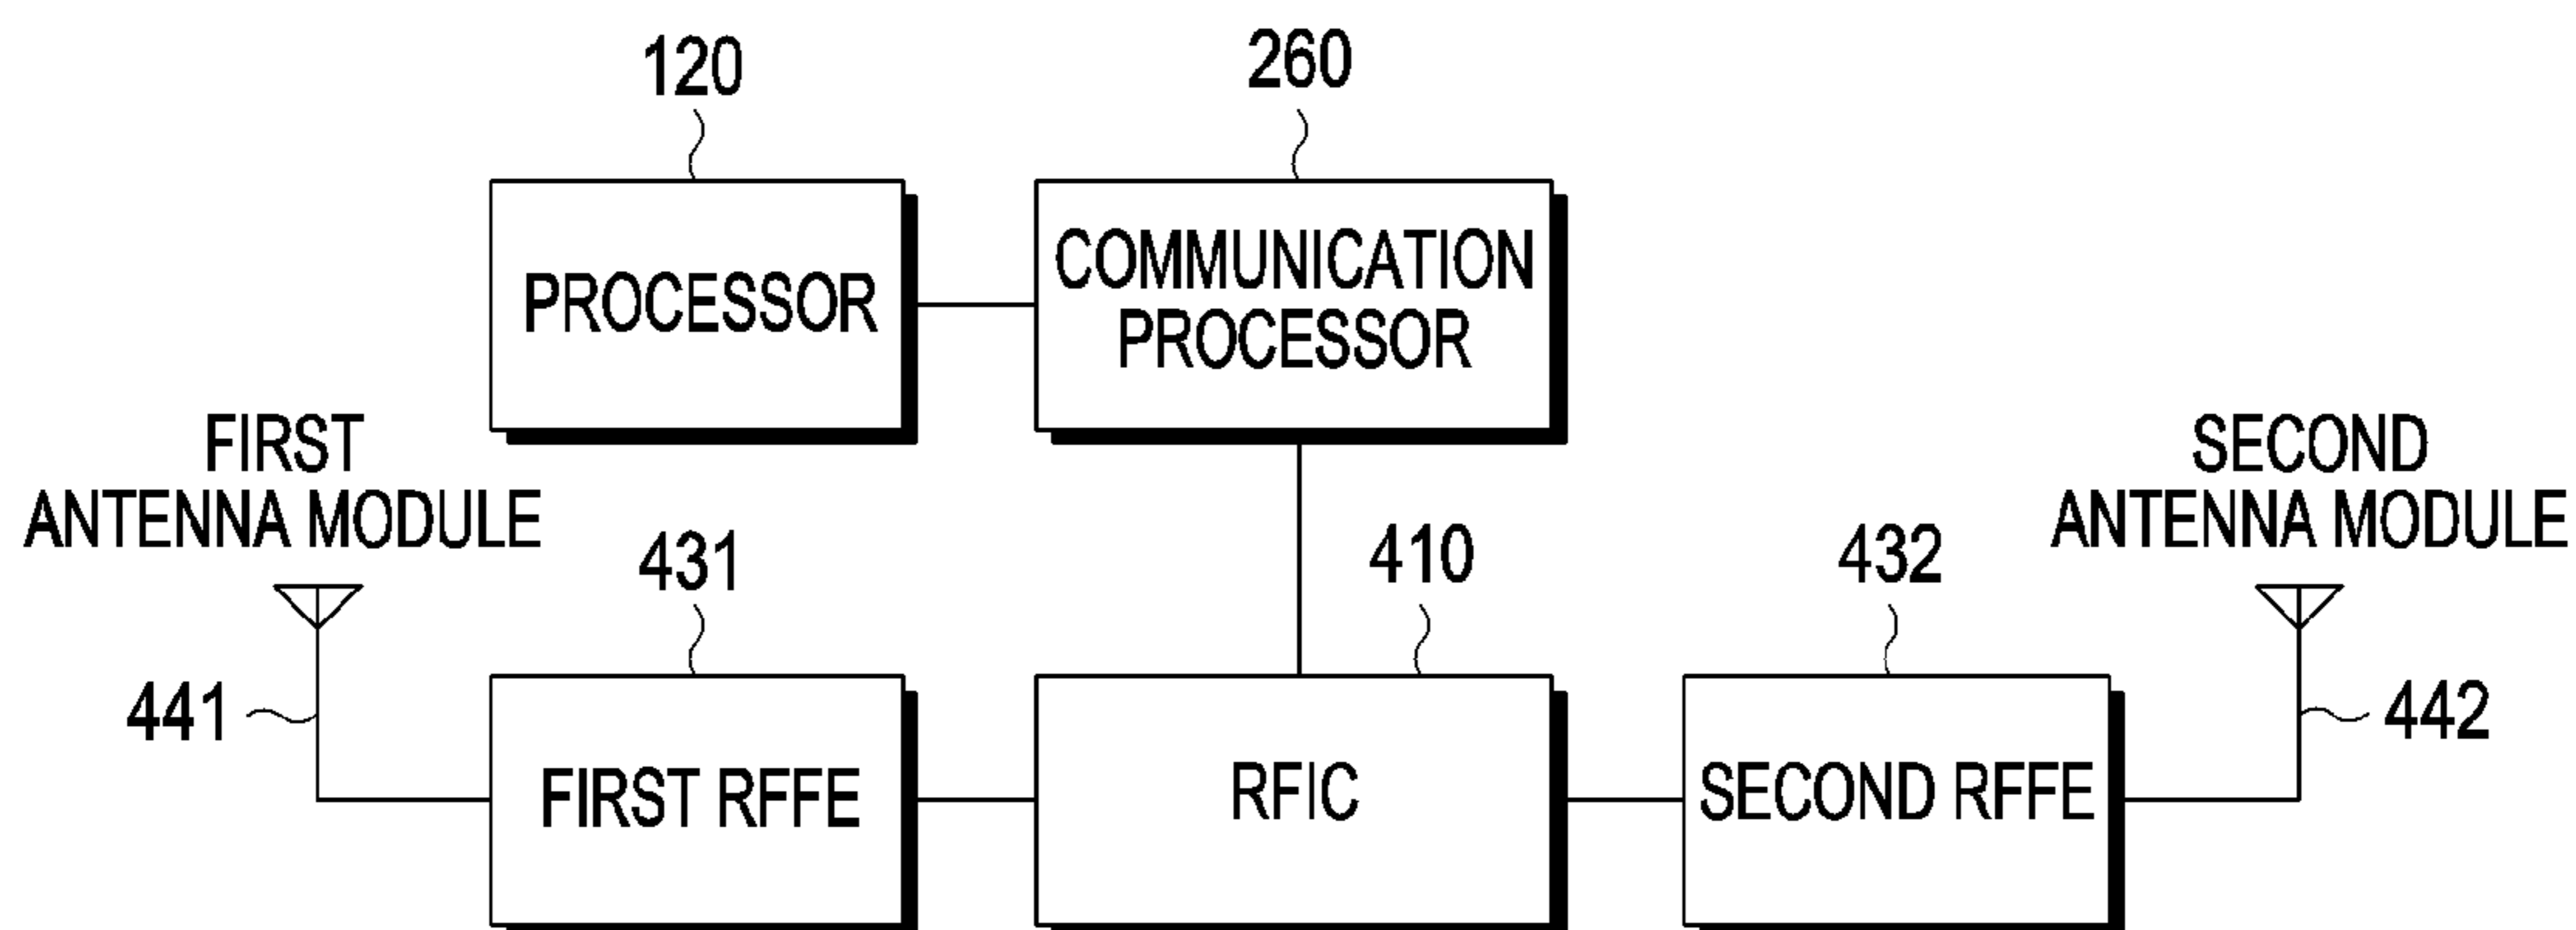 120
260
PROCESSOR
COMMUNICATION
PROCESSOR
FIRST
ANTENNA MODULE
SECOND
ANTENNA MODULE
431
410
432
441
442
FIRST RFFE
RFIC
SECOND RFFE